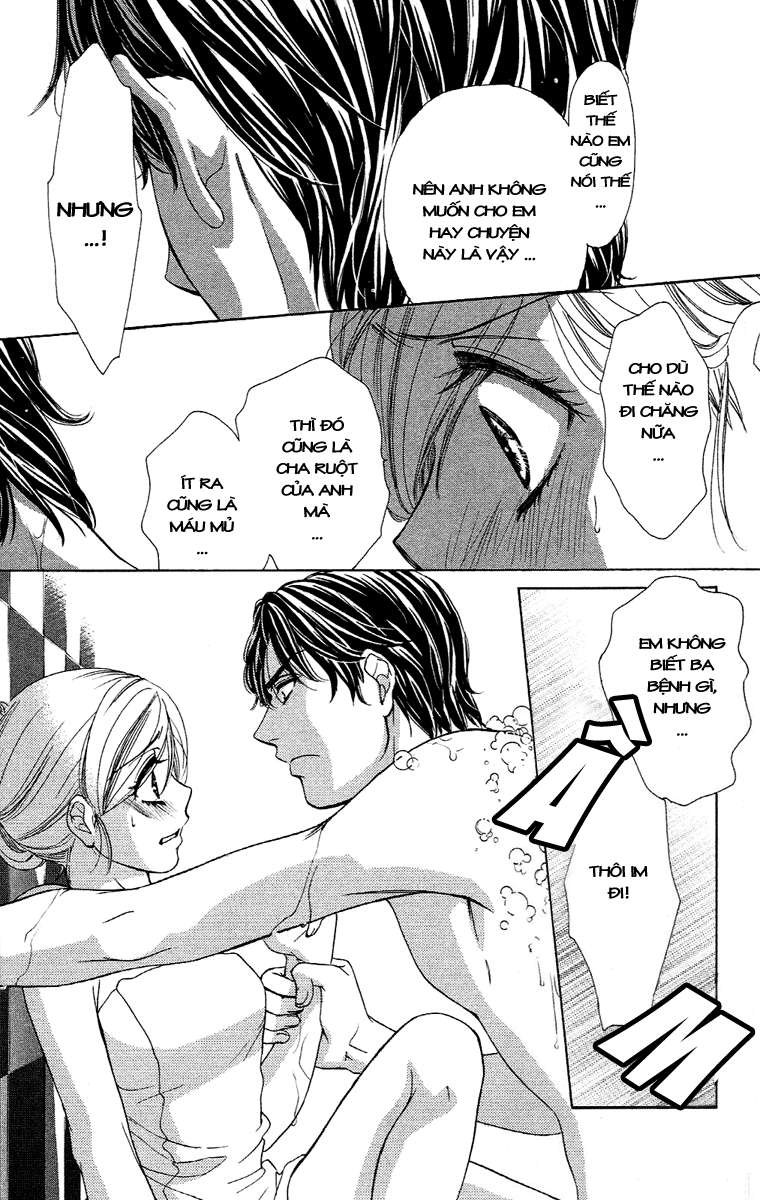 BIẾT
THẾ
NÀO EM
CŨNG
NÓI THẾ
...
NÊN ANH KHÔNG
MUỐN CHO EM
HAY CHUYỆN
NÀY LÀ VẬY ...
NHƯNG
...!
CHO DÙ
THẾ NÀO
ĐI CHĂNG
NỮA
...
THÌ ĐÓ
CŨNG LÀ
CHA RUỘT
CỦA ANH
MÀ
...
ÍT RA
CŨNG LÀ
MÁU MỦ
...
EM KHÔNG
BIẾT BA
BỆNH GÌ,
NHƯNG
...
THÔI IM
ĐI!
ẦM
ẦM